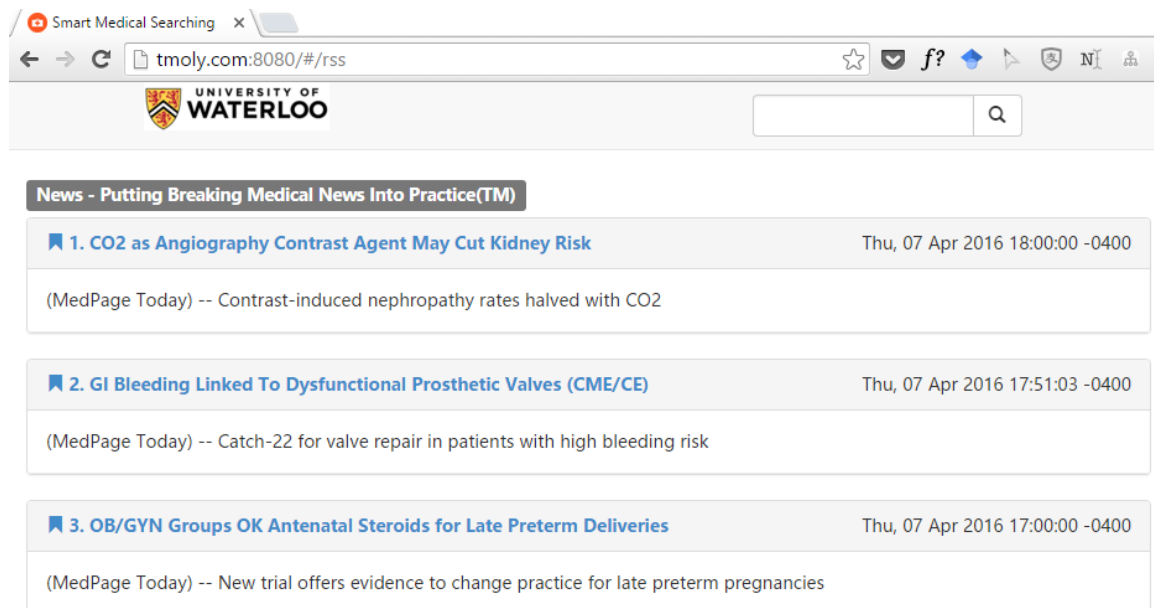 Smart Medical Searching
tmoly.com:8080/#/rss
f?
N
UNIVERSITY OF
WATERLOO
News - Putting Breaking Medical News Into Practice(TM)
1. CO2 as Angiography Contrast Agent May Cut Kidney Risk Thu, 07 Apr 2016 18:00:00 -0400
(MedPage Today) -- Contrast-induced nephropathy rates halved with CO2
2. GI Bleeding Linked To Dysfunctional Prosthetic Valves (CME/CE) Thu, 07 Apr 2016 17:51:03 -0400
(MedPage Today) -- Catch-22 for valve repair in patients with high bleeding risk
3. OB/GYN Groups OK Antenatal Steroids for Late Preterm Deliveries Thu, 07 Apr 2016 17:00:00 -0400
(MedPage Today) -- New trial offers evidence to change practice for late preterm pregnancies